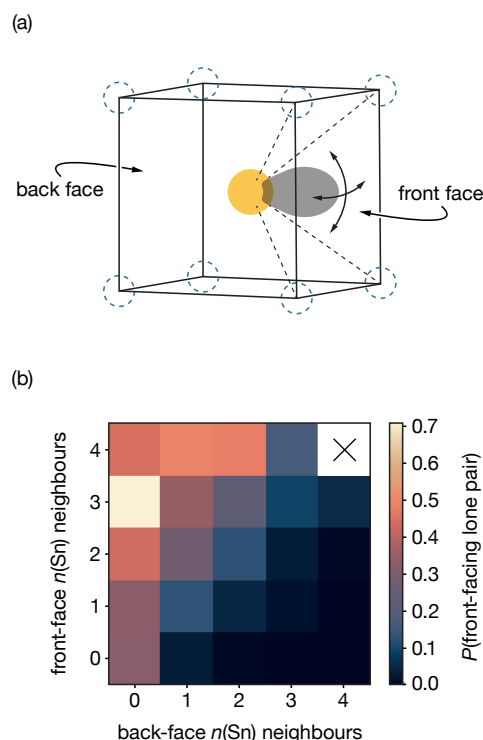 (a)
back face
front face
(b)
front-face n(Sn) neighbours
4
3
2
1
0
0 1 2 3 4
back-face n(Sn) neighbours
0.7
0.6
0.5
0.4
0.3
0.2
0.1
0.0
P(front-facing lone pair)